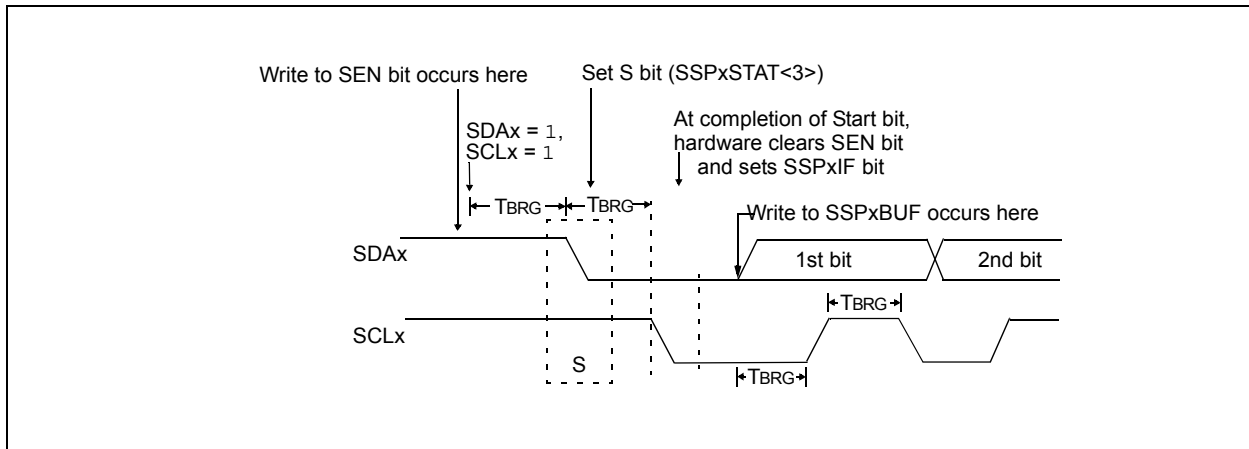 Write to SEN bit occurs here
Set S bit (SSPxSTAT<3>)
SDAx = 1,
SCLx = 1
At completion of Start bit,
hardware clears SEN bit
and sets SSPxIF bit
TBRG
TBRG
Write to SSPxBUF occurs here
SDAx
1st bit
2nd bit
TBRG
SCLx
S
TBRG